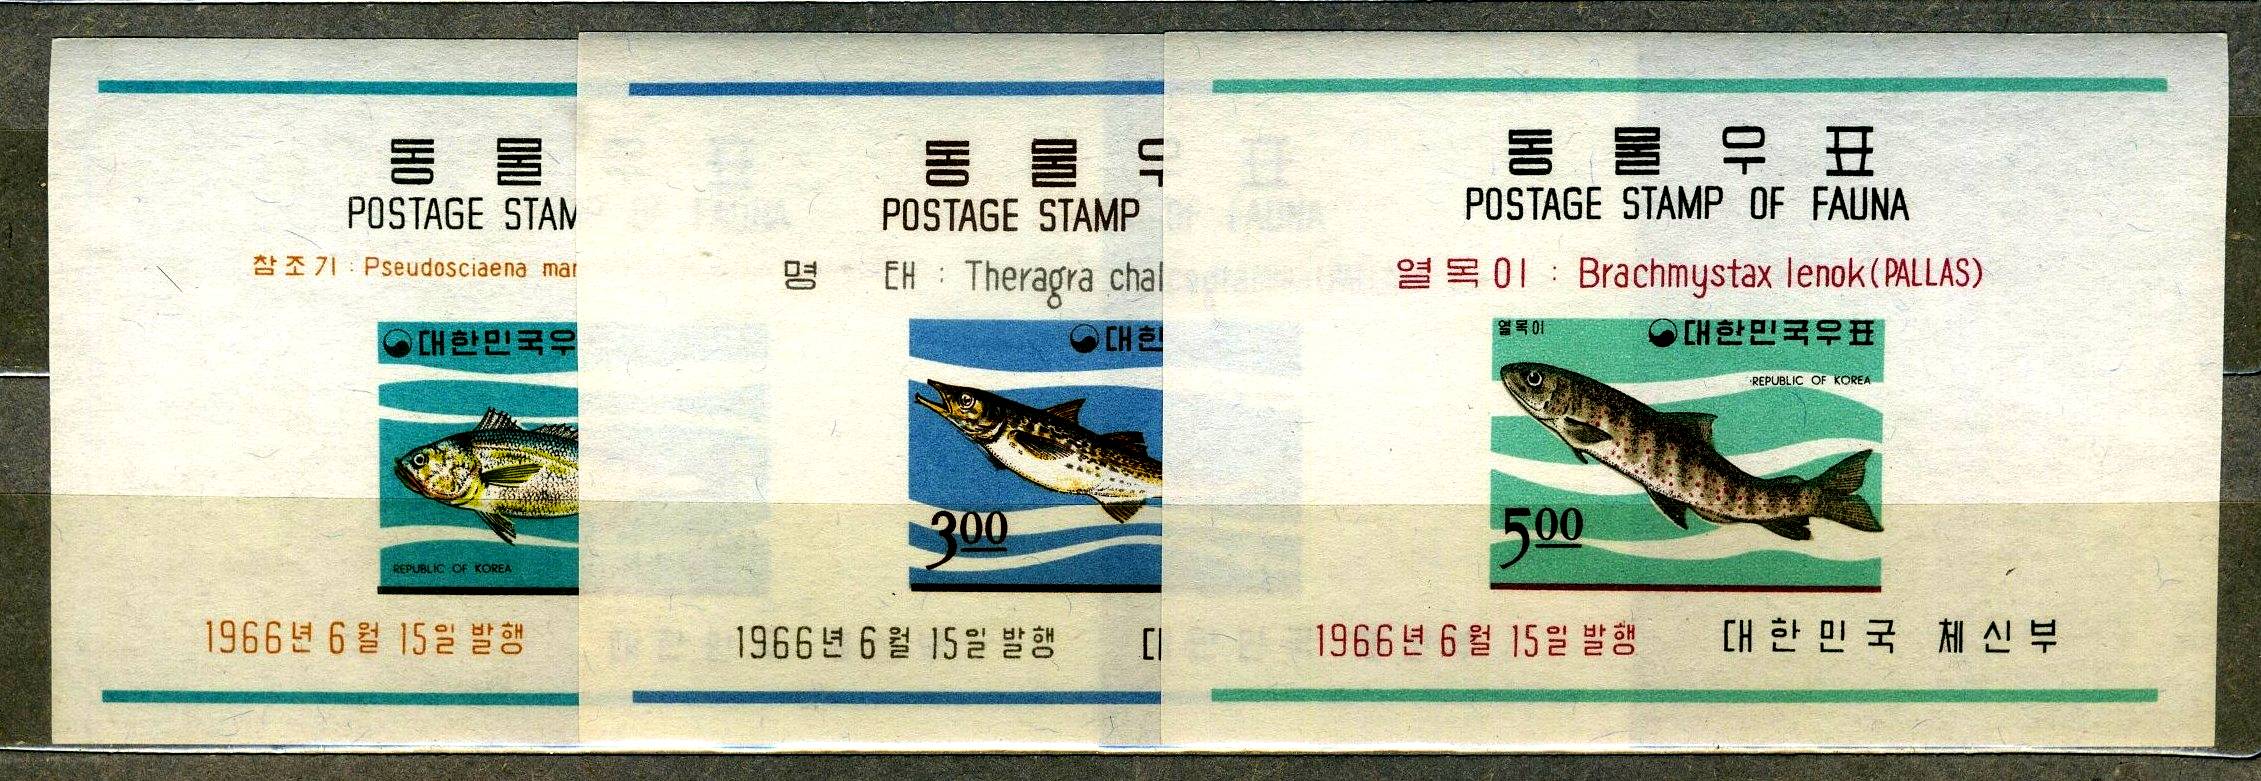 동 물
POSTAGE STAM
참조기 : Pseudosciaena man
대한민국우
REPUBLIC OF KOREA
1966년 6월 15일 발행
동 물 우
POSTAGE STAMP
명 태 : Theragra chal
대한
300
1966년 6월 15일 발행 대
동 물 우 표
POSTAGE STAMP OF FAUNA
열목이 : Brachmystax lenok(PALLAS)
열목이 대한민국우표
REPUBLIC OF KOREA
500
1966년 6월 15일 발행 대한민국 체신부